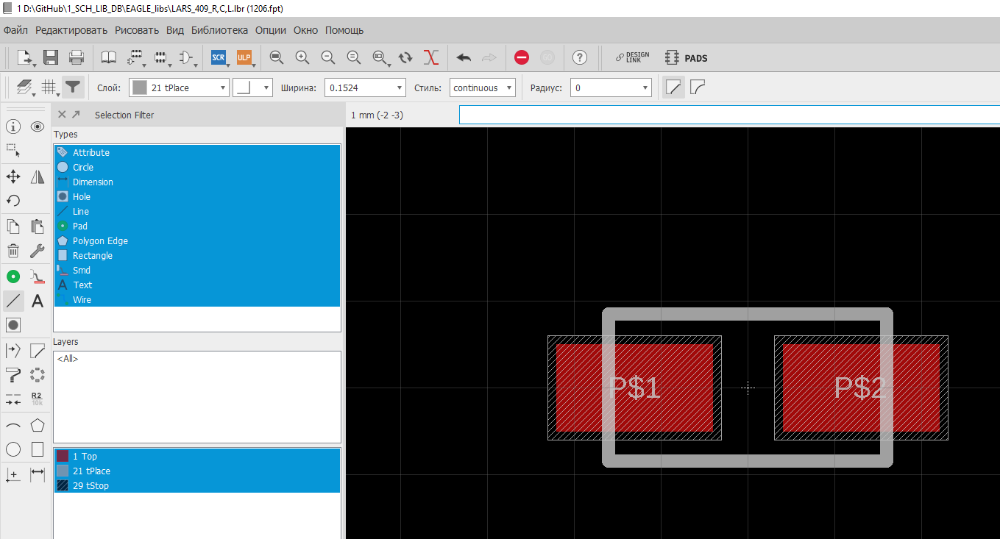 1 D:\GitHub\1_SCH_LIB_DB\EAGLE_libs\LARS_409_R,C,L.lbr (1206.fpt)
Файл Редактировать Рисовать Вид Библиотека Опции Окно Помощь
SCR ULP GO ? DESIGN LINK PADS
Слой: 21 tPlace Ширина: 0.1524 Стиль: continuous Радиус: 0
Selection Filter
1 mm (-2 -3)
Types
Attribute
Circle
Dimension
Hole
Line
Pad
Polygon Edge
Rectangle
Smd
Text
Wire
Layers
<All>
1 Top
21 tPlace
29 tStop
R2
10k
P$1
P$2